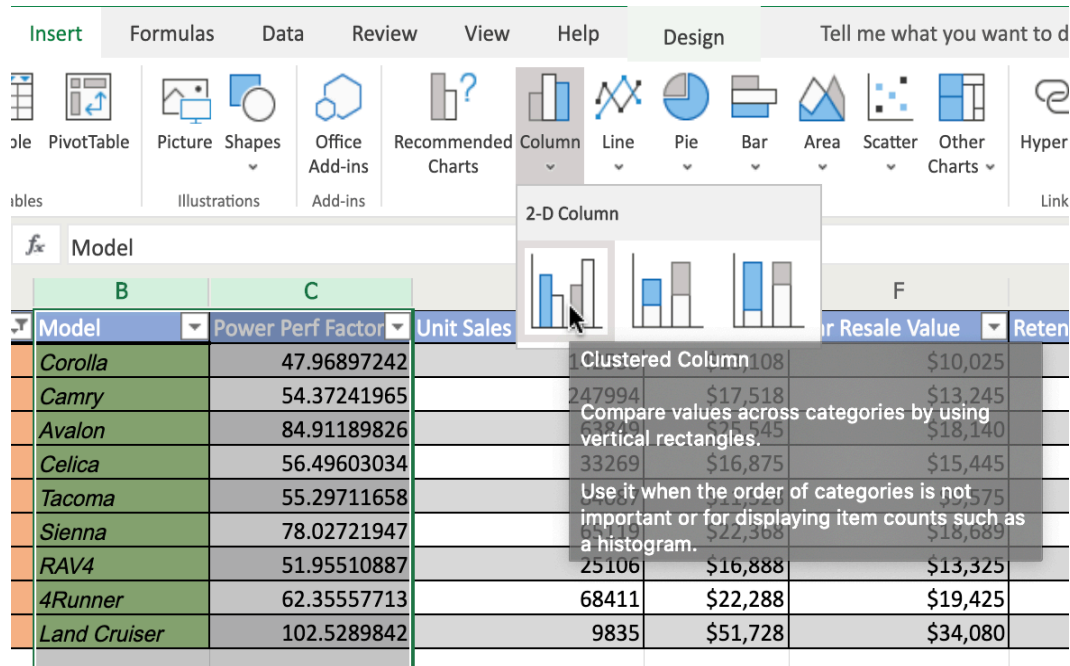 Insert Formulas Data Review View Help Design Tell me what you want to d
ble PivotTable Picture Shapes Office Add-ins Recommended Charts Column Line Pie Bar Area Scatter Other Charts Hyper
ables Illustrations Add-ins Link
2-D Column
fx Model
B C F
Model Power Perf Factor Unit Sales ar Resale Value Reten
Corolla 47.96897242 $10,025
Clustered Column
Camry 54.37241965 247994 $17,518 $13,245
Compare values across categories by using
Avalon 84.91189826 63849 $25,545 $18,140
vertical rectangles.
Celica 56.49603034 33269 $16,875 $15,445
Tacoma 55.29711658
Use it when the order of categories is not
Sienna 78.02721947 65119 $22,368 $18,689
important or for displaying item counts such as
a histogram.
RAV4 51.95510887 25106 $16,888 $13,325
4Runner 62.35557713 68411 $22,288 $19,425
Land Cruiser 102.5289842 9835 $51,728 $34,080